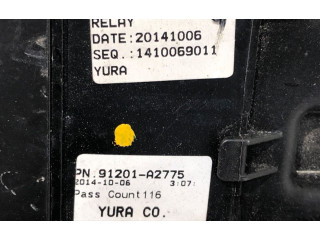 RELAY
DATE:20141006
SEQ.:1410069011
YURA
PN.91201-A2775
2014-10-06 3:07:
Pass Count116
YURA CO.